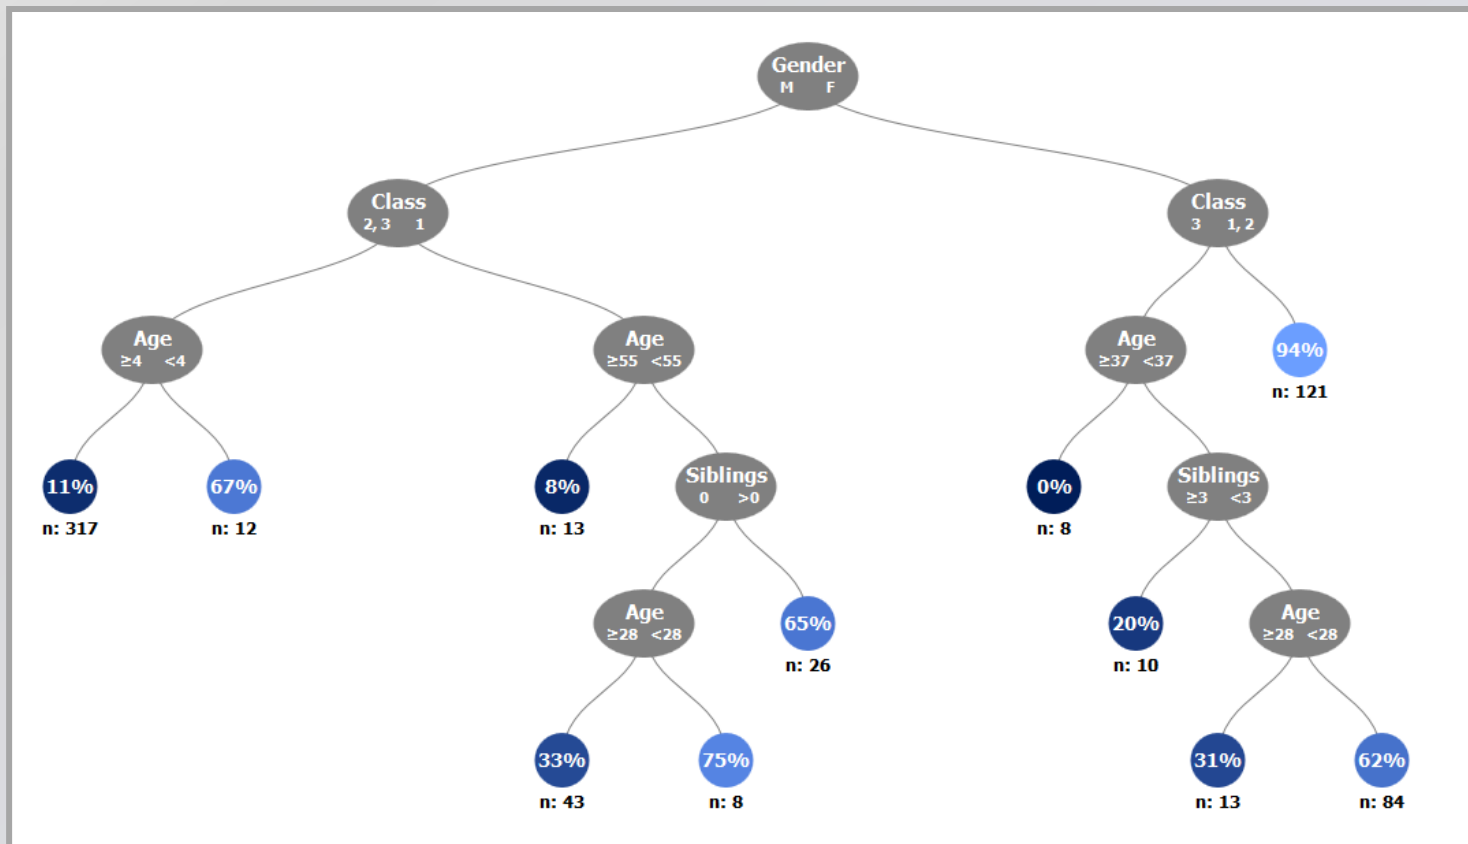 Gender
M F
Class
2, 3 1
Class
3 1, 2
Age
≥4 <4
Age
≥55 <55
Age
≥37 <37
94%
n: 121
11%
n: 317
67%
n: 12
8%
n: 13
Siblings
0 >0
0%
n: 8
Siblings
≥3 <3
Age
≥28 <28
65%
n: 26
20%
n: 10
Age
≥28 <28
33%
n: 43
75%
n: 8
31%
n: 13
62%
n: 84